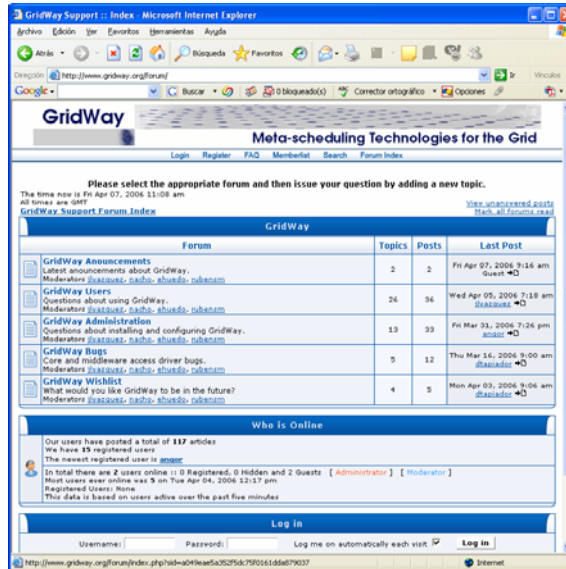 GridWay Support :: Index - Microsoft Internet Explorer
Archivo Edición Ver Favoritos Herramientas Ayuda
Atrás Búsqueda Favoritos
Dirección http://www.gridway.org/forum/ Ir Vínculos
Google Buscar 0 bloqueado(s) Corrector ortográfico Opciones
GridWay
Meta-scheduling Technologies for the Grid
Login Register FAQ Memberlist Search Forum Index
Please select the appropriate forum and then issue your question by adding a new topic.
The time now is Fri Apr 07, 2006 11:08 am
All times are GMT
View unanswered posts
GridWay Support Forum Index
Mark all forums read
GridWay
Forum Topics Posts Last Post
GridWay Anouncements
Latest anouncements about GridWay.
Moderators jlvazquez, nacho, ehuedo, rubensm
2 2
Fri Apr 07, 2006 9:16 am
Guest
GridWay Users
Questions about using GridWay.
Moderators jlvazquez, nacho, ehuedo, rubensm
26 36
Wed Apr 05, 2006 7:18 am
jlvazquez
GridWay Administration
Questions about installing and configuring GridWay.
Moderators jlvazquez, nacho, ehuedo, rubensm
13 33
Fri Mar 31, 2006 7:26 pm
angor
GridWay Bugs
Core and middleware access driver bugs.
Moderators jlvazquez, nacho, ehuedo, rubensm
5 12
Thu Mar 16, 2006 9:00 am
dtapiador
GridWay Wishlist
What would you like GridWay to be in the future?
Moderators jlvazquez, nacho, ehuedo, rubensm
4 5
Mon Apr 03, 2006 9:06 am
dtapiador
Who is Online
Our users have posted a total of 117 articles
We have 15 registered users
The newest registered user is angor
In total there are 2 users online :: 0 Registered, 0 Hidden and 2 Guests [ Administrator ] [ Moderator ]
Most users ever online was 5 on Tue Apr 04, 2006 12:17 pm
Registered Users: None
This data is based on users active over the past five minutes
Log in
Username: Password: Log me on automatically each visit Log in
http://www.gridway.org/forum/index.php?sid=a049eae5a352f5dc75f0161dda879037 Internet